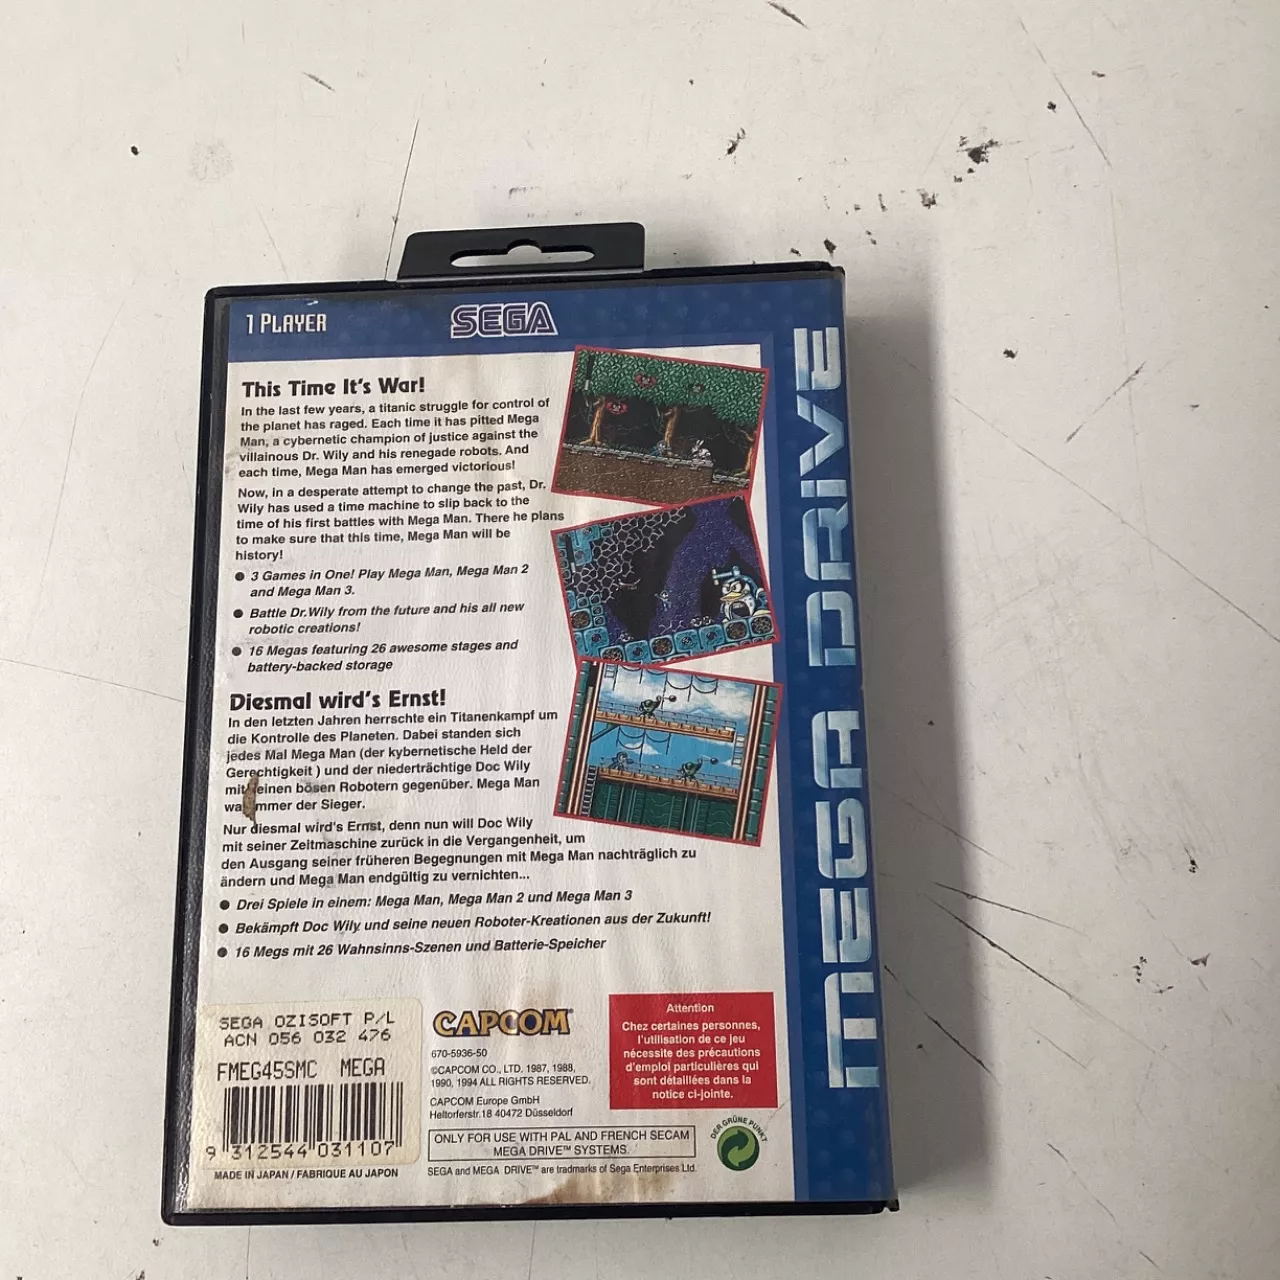 1 PLAYER
SEGA
This Time It's War!
In the last few years, a titanic struggle for control of
the planet has raged. Each time it has pitted Mega
Man, a cybernetic champion of justice against the
villainous Dr. Wily and his renegade robots. And
each time, Mega Man has emerged victorious!
Now, in a desperate attempt to change the past, Dr.
Wily has used a time machine to slip back to the
time of his first battles with Mega Man. There he plans
to make sure that this time, Mega Man will be
history!
● 3 Games in One! Play Mega Man, Mega Man 2
and Mega Man 3.
● Battle Dr.Wily from the future and his all new
robotic creations!
● 16 Megas featuring 26 awesome stages and
battery-backed storage
Diesmal wird's Ernst!
In den letzten Jahren herrschte ein Titanenkampf um
die Kontrolle des Planeten. Dabei standen sich
jedes Mal Mega Man (der kybernetische Held der
Gerechtigkeit ) und der niederträchtige Doc Wily
mit seinen bösen Robotern gegenüber. Mega Man
immer der Sieger.
Nur diesmal wird's Ernst, denn nun will Doc Wily
mit seiner Zeitmaschine zurück in die Vergangenheit, um
den Ausgang seiner früheren Begegnungen mit Mega Man nachträglich zu
ändern und Mega Man endgültig zu vernichten...
● Drei Spiele in einem: Mega Man, Mega Man 2 und Mega Man 3
● Bekämpft Doc Wily und seine neuen Roboter-Kreationen aus der Zukunft!
● 16 Megs mit 26 Wahnsinns-Szenen und Batterie-Speicher
SEGA OZISOFT P/L
ACN 056 032 476
FMEG45SMC MEGA
9 312544 031107
MADE IN JAPAN / FABRIQUE AU JAPON
CAPCOM
670-5936-50
©CAPCOM CO., LTD. 1987, 1988,
1990, 1994 ALL RIGHTS RESERVED.
CAPCOM Europe GmbH
Heltorferstr.18 40472 Düsseldorf
ONLY FOR USE WITH PAL AND FRENCH SECAM
MEGA DRIVE™ SYSTEMS.
SEGA and MEGA DRIVE™ are trademarks of Sega Enterprises Ltd.
Attention
Chez certaines personnes,
l'utilisation de ce jeu
nécessite des précautions
d'emploi particulières qui
sont détaillées dans la
notice ci-jointe.
DER GRÜNE PUNKT
MEGA DRIVE